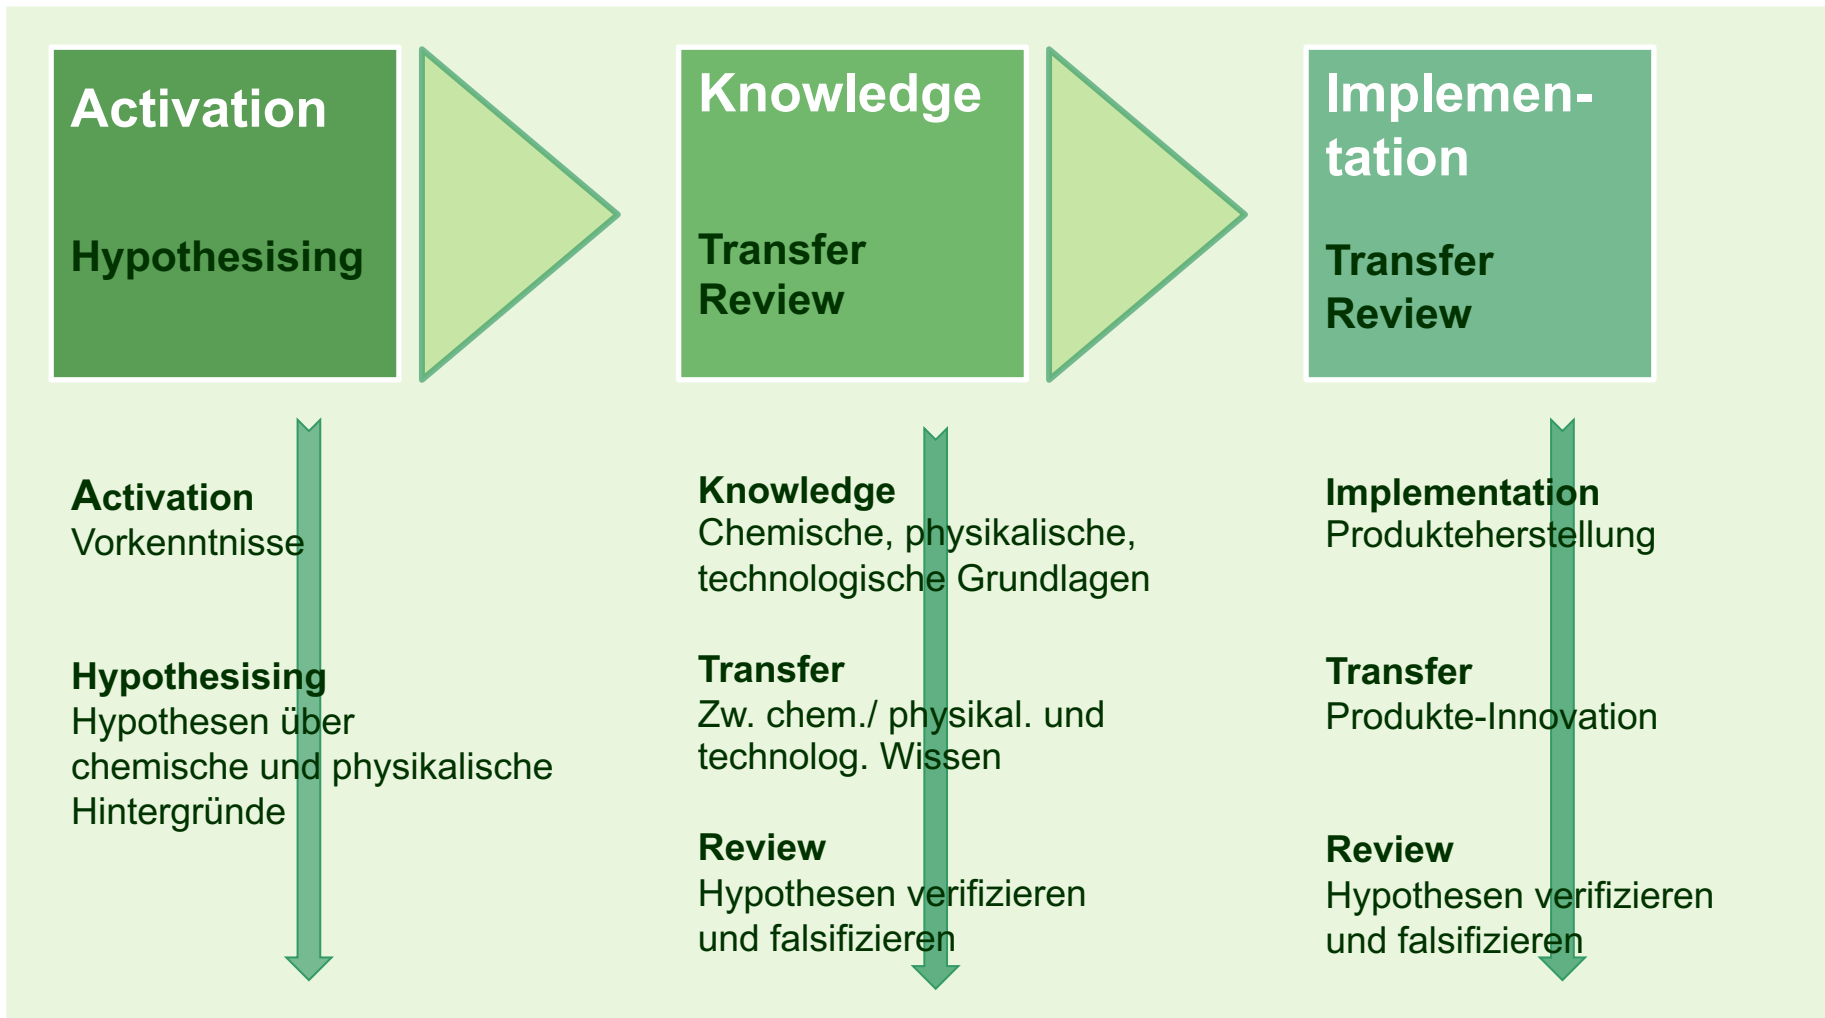 Activation
Hypothesising
Knowledge
Transfer
Review
Implemen-
tation
Transfer
Review
Activation
Vorkenntnisse
Hypothesising
Hypothesen über
chemische und physikalische
Hintergründe
Knowledge
Chemische, physikalische,
technologische Grundlagen
Transfer
Zw. chem./ physikal. und
technolog. Wissen
Review
Hypothesen verifizieren
und falsifizieren
Implementation
Produkteherstellung
Transfer
Produkte-Innovation
Review
Hypothesen verifizieren
und falsifizieren